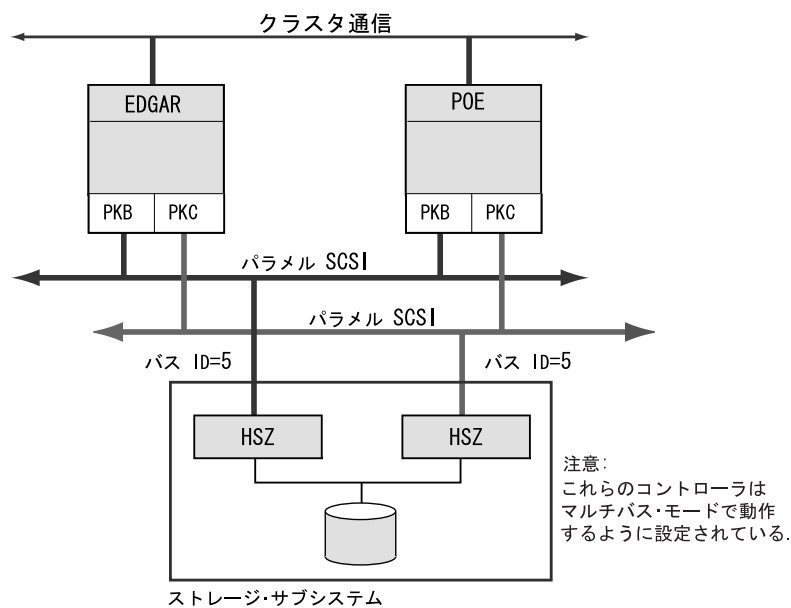 クラスタ通信
EDGAR
POE
PKB
PKC
PKB
PKC
パラメル SCSI
パラメル SCSI
バス ID=5
バス ID=5
HSZ
HSZ
注意:
これらのコントローラは
マルチバス・モードで動作
するように設定されている.
ストレージ・サブシステム